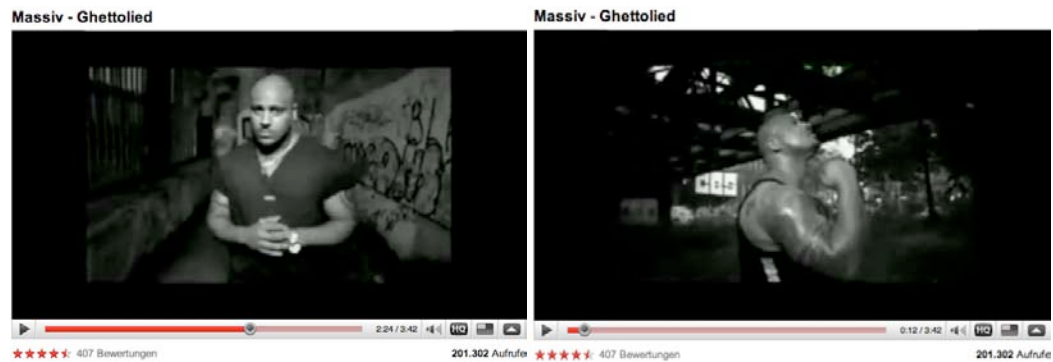 Massiv - Ghettolied
2:24 / 3:42
HQ
407 Bewertungen
201.302 Aufrufe
Massiv - Ghettolied
0:12 / 3:42
HQ
407 Bewertungen
201.302 Aufrufe